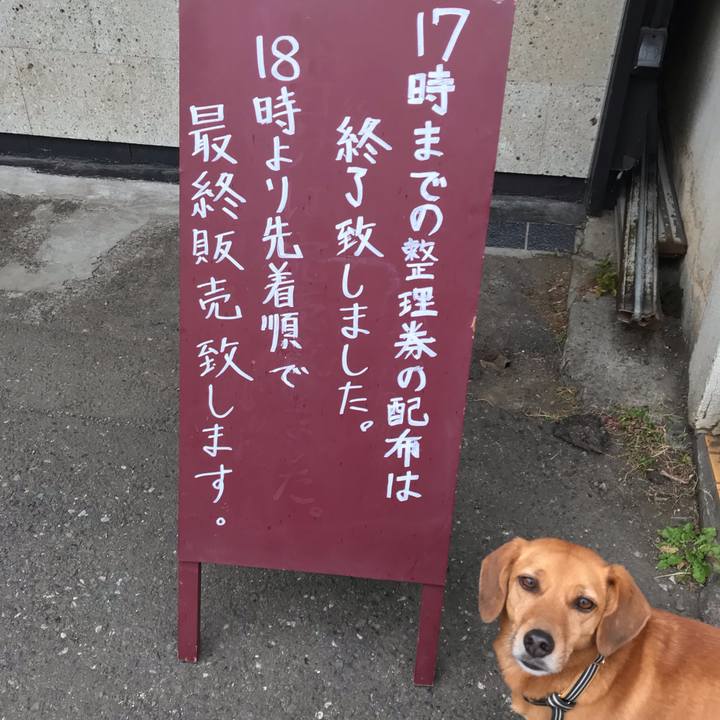 17時までの整理券の配布は
終了致しました。
18時より先着順で
最終販売致します。